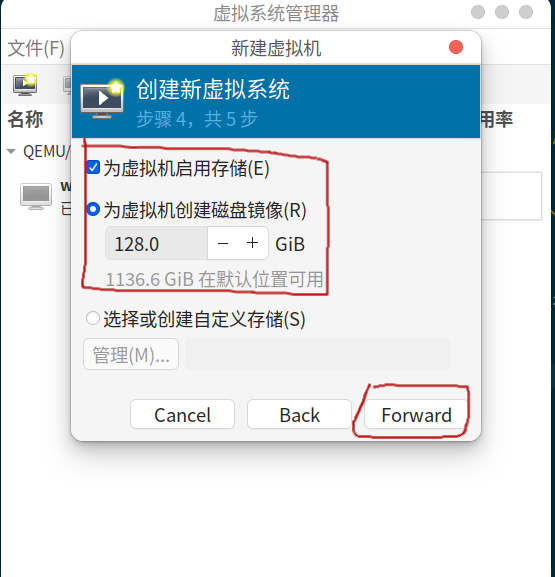 虚拟系统管理器
文件(F)
新建虚拟机
创建新虚拟系统
步骤 4，共 5 步
名称
用率
QEMU/
为虚拟机启用存储(E)
为虚拟机创建磁盘镜像(R)
128.0
GiB
1136.6 GiB 在默认位置可用
选择或创建自定义存储(S)
管理(M)...
Cancel
Back
Forward